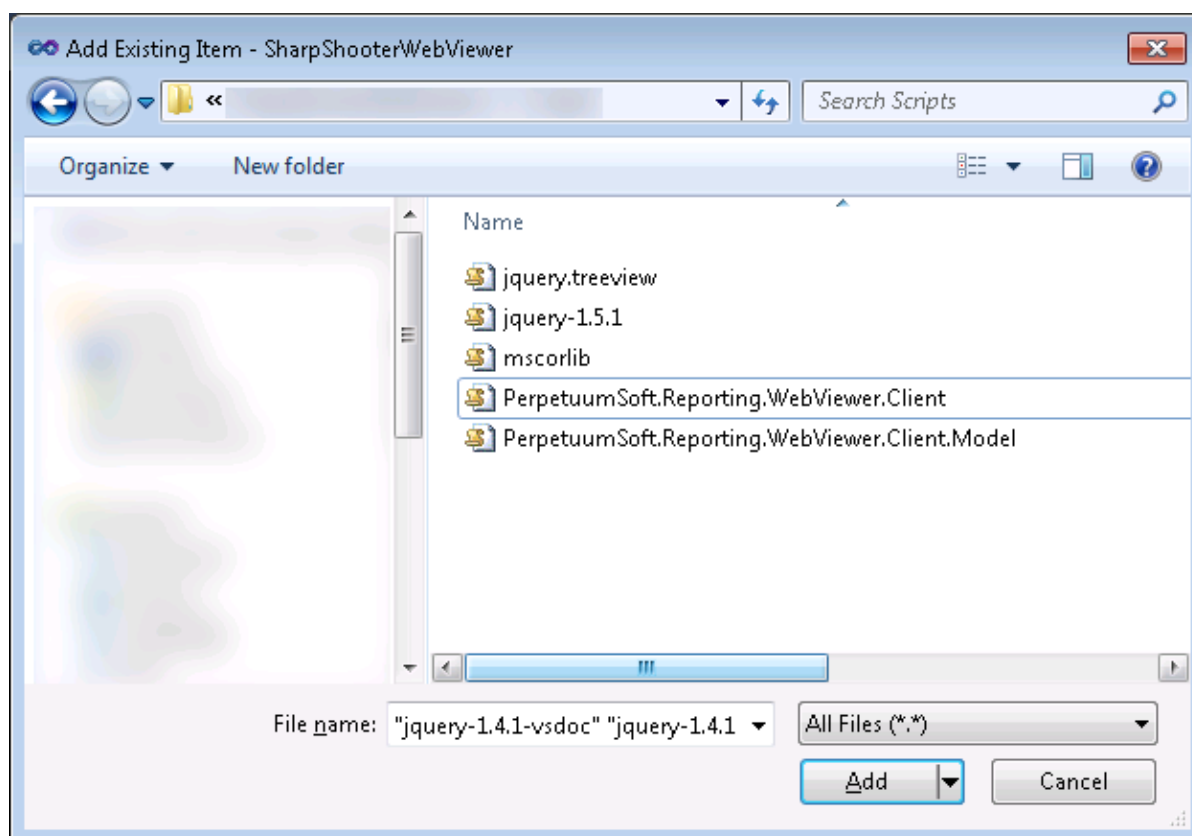 Add Existing Item - SharpShooterWebViewer
« Search Scripts
Organize New folder
Name
jquery.treeview
jquery-1.5.1
mscorlib
PerpetuumSoft.Reporting.WebViewer.Client
PerpetuumSoft.Reporting.WebViewer.Client.Model
File name: "jquery-1.4.1-vsdoc" "jquery-1.4.1 All Files (*.*)
Add Cancel